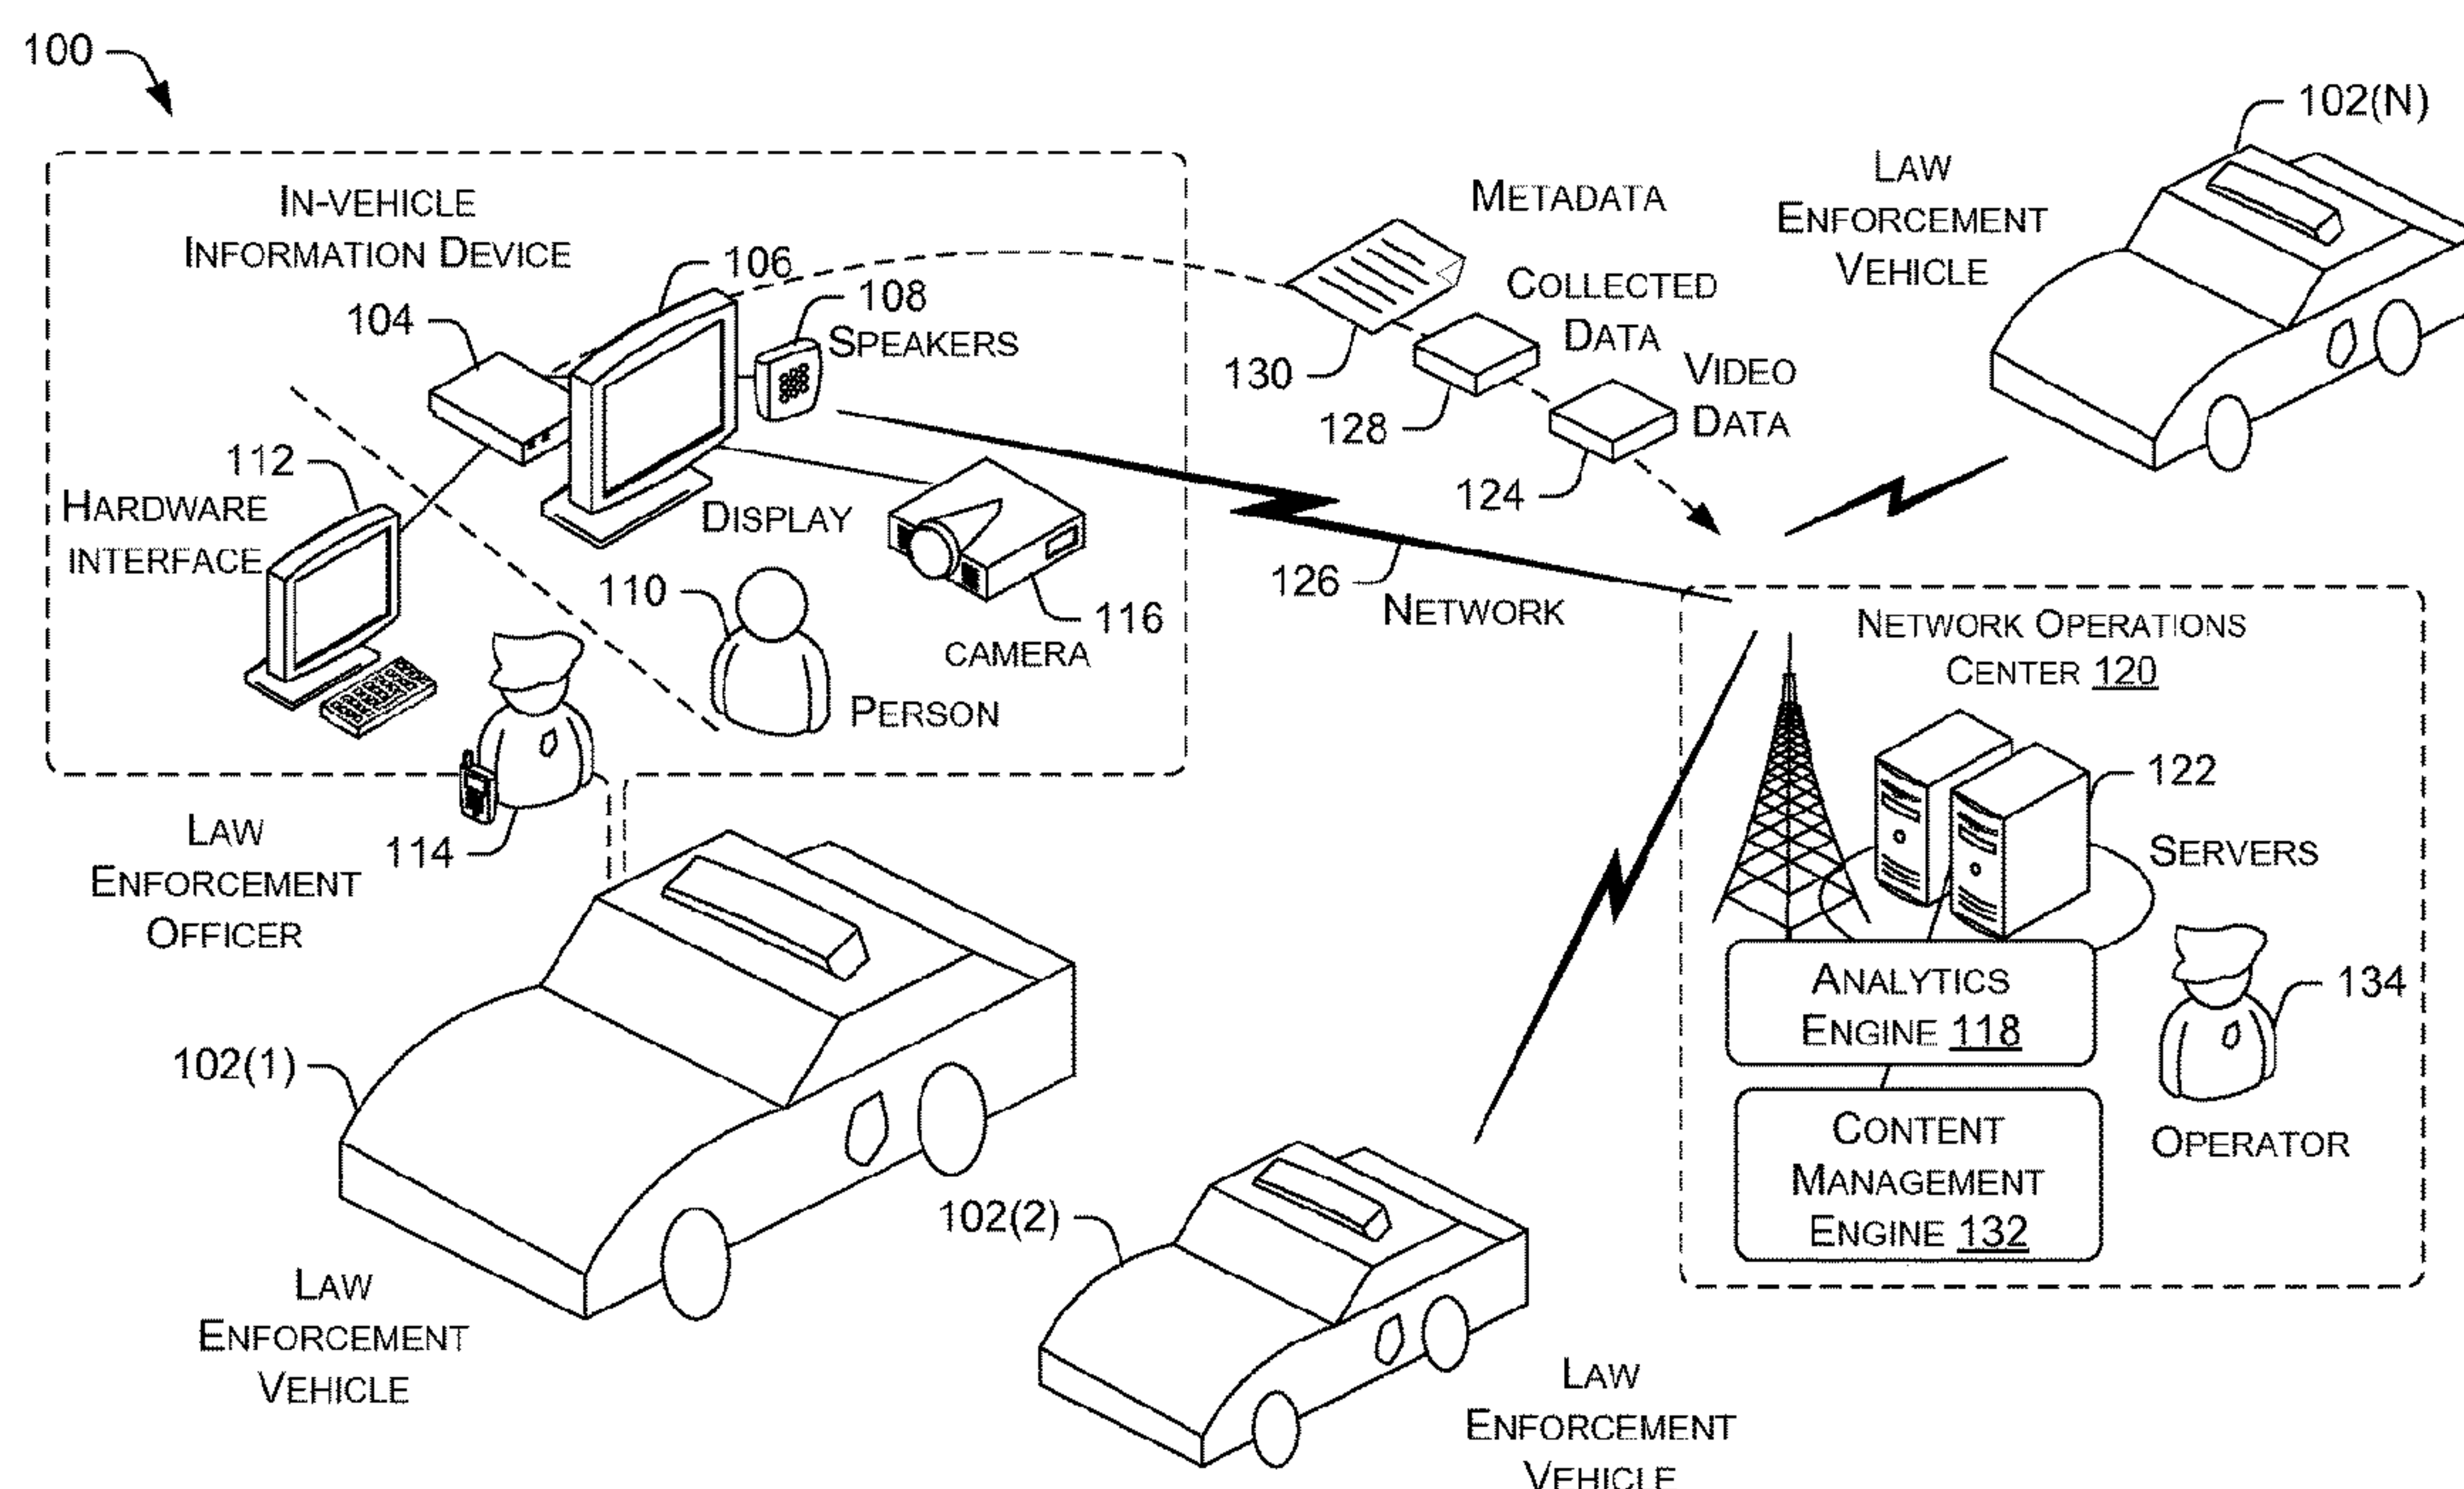 100
102(N)
IN-VEHICLE
INFORMATION DEVICE
106
108
SPEAKERS
104
112
HARDWARE
INTERFACE
DISPLAY
110
116
CAMERA
PERSON
LAW
ENFORCEMENT
OFFICER
114
METADATA
COLLECTED
DATA
VIDEO
DATA
130
128
124
126
NETWORK
LAW
ENFORCEMENT
VEHICLE
NETWORK OPERATIONS
CENTER 120
122
SERVERS
ANALYTICS
ENGINE 118
134
CONTENT
MANAGEMENT
ENGINE 132
OPERATOR
102(1)
LAW
ENFORCEMENT
VEHICLE
102(2)
LAW
ENFORCEMENT
VEHICLE